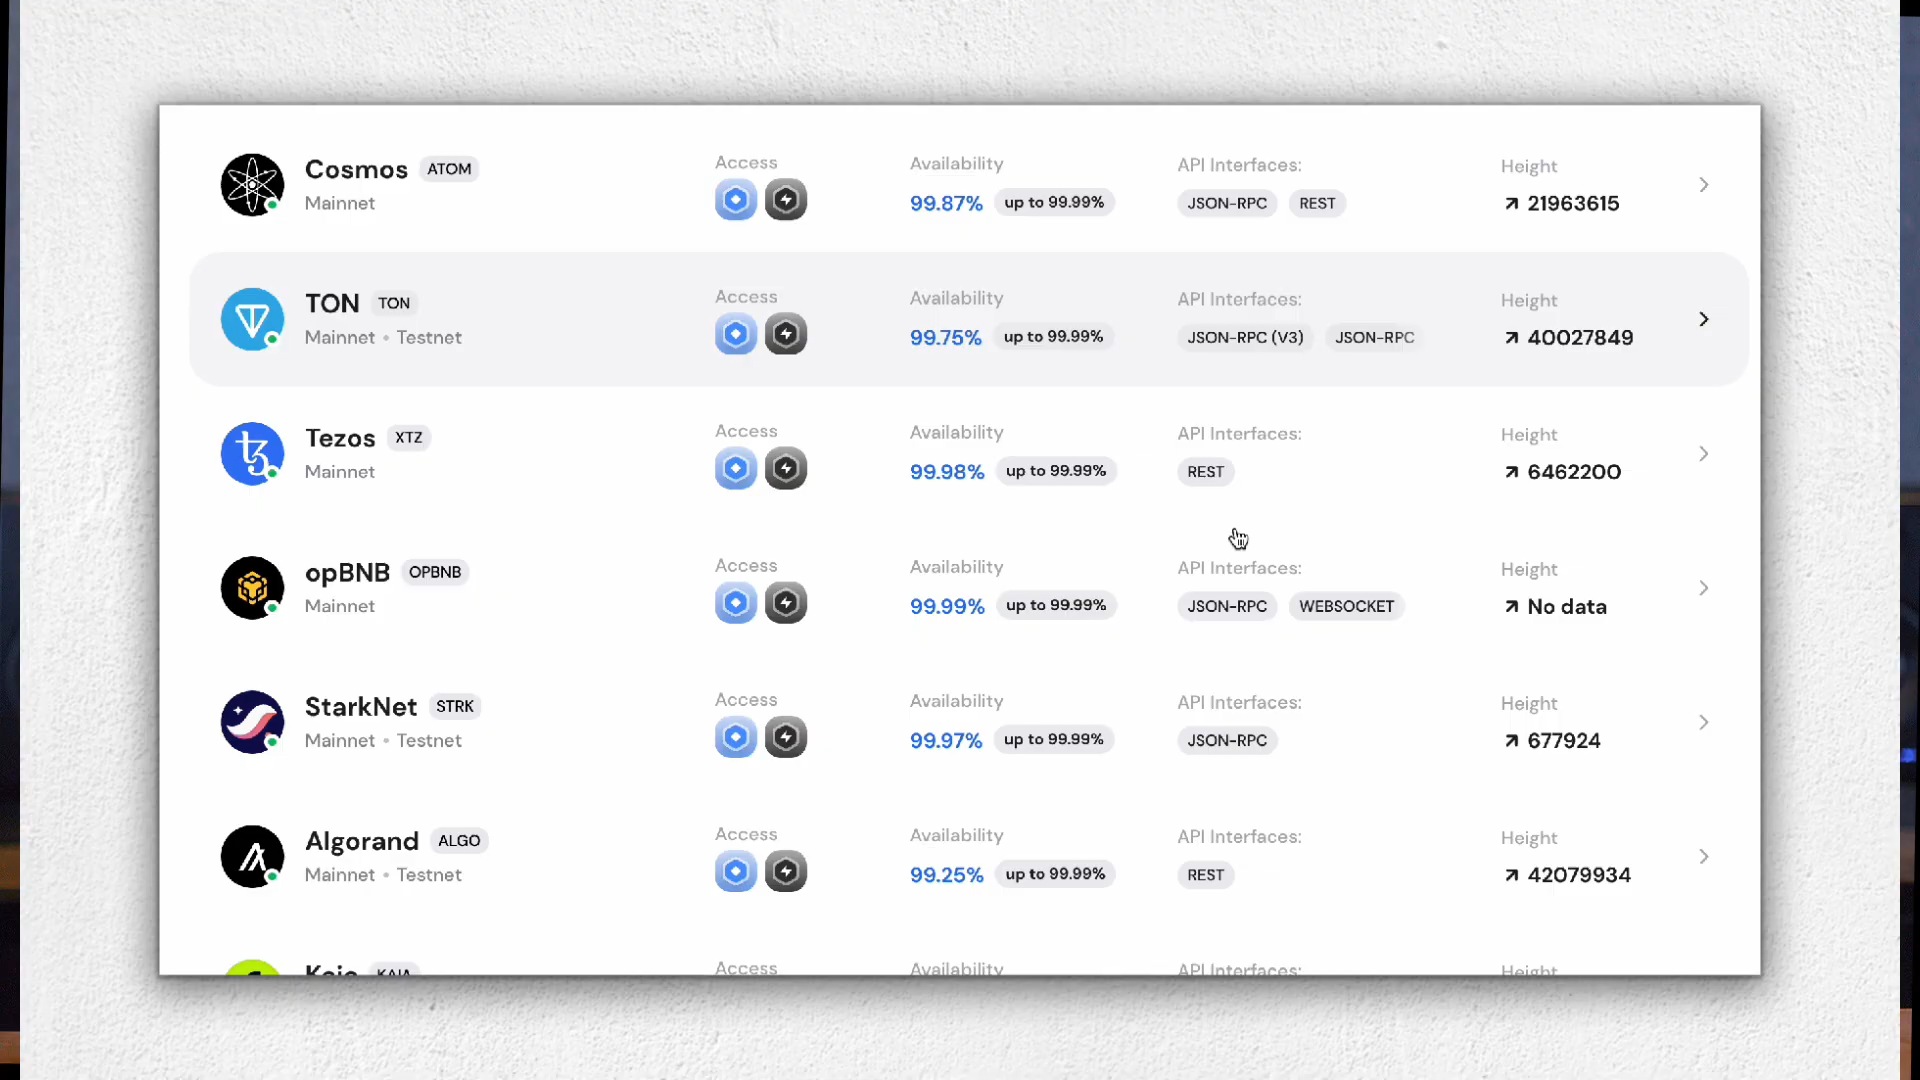 Cosmos ATOM
Mainnet
Access
Availability
99.87% up to 99.99%
API Interfaces:
JSON-RPC REST
Height
21963615
TON TON
Mainnet • Testnet
Access
Availability
99.75% up to 99.99%
API Interfaces:
JSON-RPC (V3) JSON-RPC
Height
40027849
Tezos XTZ
Mainnet
Access
Availability
99.98% up to 99.99%
API Interfaces:
REST
Height
6462200
opBNB OPBNB
Mainnet
Access
Availability
99.99% up to 99.99%
API Interfaces:
JSON-RPC WEBSOCKET
Height
No data
StarkNet STRK
Mainnet • Testnet
Access
Availability
99.97% up to 99.99%
API Interfaces:
JSON-RPC
Height
677924
Algorand ALGO
Mainnet • Testnet
Access
Availability
99.25% up to 99.99%
API Interfaces:
REST
Height
42079934
Kaia KAIA
Access
Availability
API Interfaces:
Height